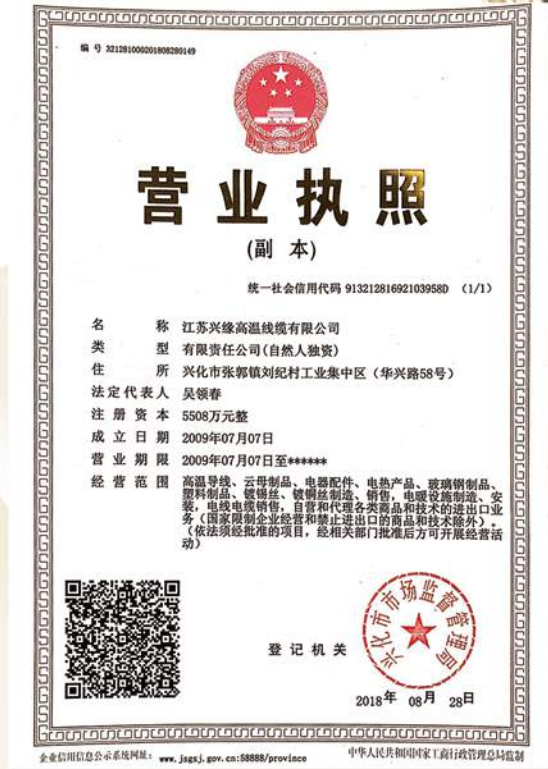 编 号 321281000201808280149
营业执照
(副 本)
统一社会信用代码 91321281692103958D (1/1)
名 称 江苏兴缘高温线缆有限公司
类 型 有限责任公司(自然人独资)
住 所 兴化市张郭镇刘纪村工业集中区（华兴路58号）
法定代表人 吴领春
注册资本 5508万元整
成立日期 2009年07月07日
营业期限 2009年07月07日至******
经营范围 高温导线、云母制品、电器配件、电热产品、玻璃钢制品、
塑料制品、镀锡丝、镀铜丝制造、销售，电暖设施制造、安
装，电线电缆销售，自营和代理各类商品和技术的进出口业
务（国家限制企业经营和禁止进出口的商品和技术除外）。
（依法须经批准的项目，经相关部门批准后方可开展经营活
动）
兴化市市场监督管理局
登记机关
2018年 08月 28日
企业信用信息公示系统网址： www.jsgsj.gov.cn:58888/province
中华人民共和国国家工商行政管理总局监制